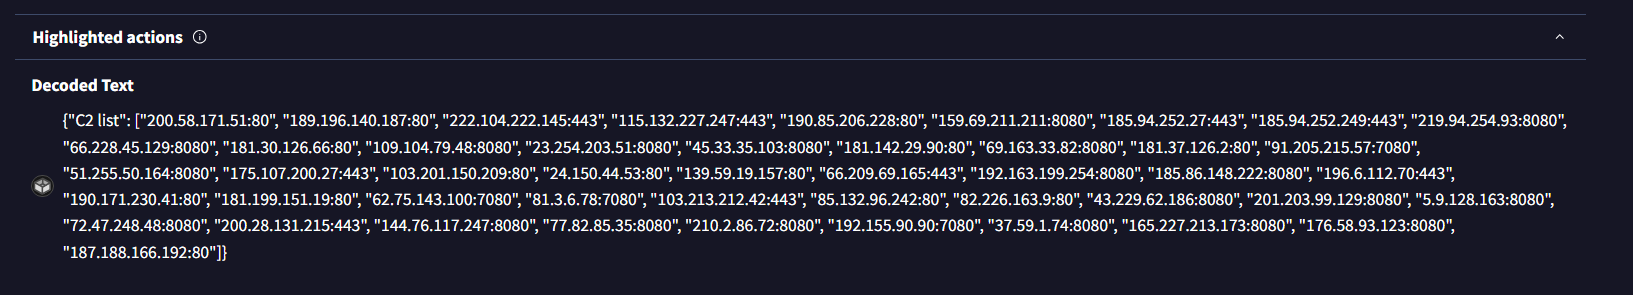 Highlighted actions
Decoded Text
{"C2 list": ["200.58.171.51:80", "189.196.140.187:80", "222.104.222.145:443", "115.132.227.247:443", "190.85.206.228:80", "159.69.211.211:8080", "185.94.252.27:443", "185.94.252.249:443", "219.94.254.93:8080",
"66.228.45.129:8080", "181.30.126.66:80", "109.104.79.48:8080", "23.254.203.51:8080", "45.33.35.103:8080", "181.142.29.90:80", "69.163.33.82:8080", "181.37.126.2:80", "91.205.215.57:7080",
"51.255.50.164:8080", "175.107.200.27:443", "103.201.150.209:80", "24.150.44.53:80", "139.59.19.157:80", "66.209.69.165:443", "192.163.199.254:8080", "185.86.148.222:8080", "196.6.112.70:443",
"190.171.230.41:80", "181.199.151.19:80", "62.75.143.100:7080", "81.3.6.78:7080", "103.213.212.42:443", "85.132.96.242:80", "82.226.163.9:80", "43.229.62.186:8080", "201.203.99.129:8080", "5.9.128.163:8080",
"72.47.248.48:8080", "200.28.131.215:443", "144.76.117.247:8080", "77.82.85.35:8080", "210.2.86.72:8080", "192.155.90.90:7080", "37.59.1.74:8080", "165.227.213.173:8080", "176.58.93.123:8080",
"187.188.166.192:80"]}